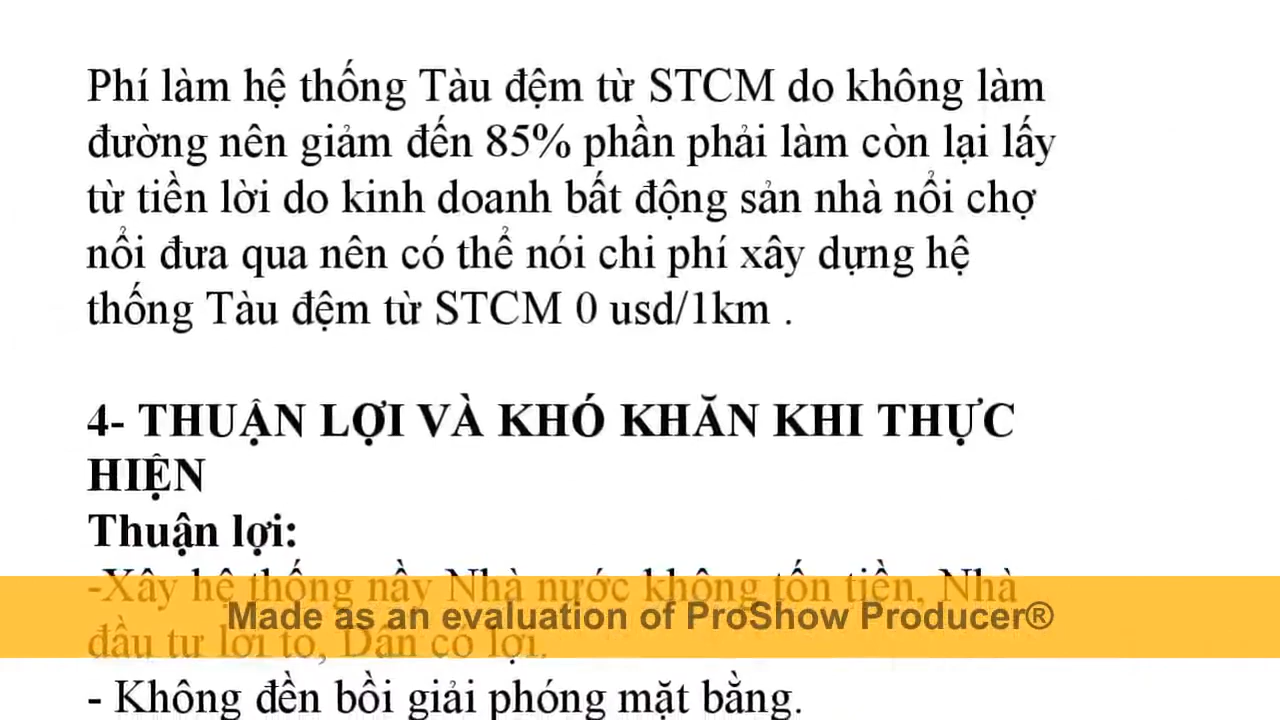 Phí làm hệ thống Tàu đệm từ STCM do không làm
đường nên giảm đến 85% phần phải làm còn lại lấy
từ tiền lời do kinh doanh bất động sản nhà nổi chợ
nổi đưa qua nên có thể nói chi phí xây dựng hệ
thống Tàu đệm từ STCM 0 usd/1km .
4- THUẬN LỢI VÀ KHÓ KHĂN KHI THỰC
HIỆN
Thuận lợi:
-Xây hệ thống nầy Nhà nước không tốn tiền, Nhà
Made as an evaluation of ProShow Producer®
đầu tư lời to, Dân có lợi.
- Không đền bồi giải phóng mặt bằng.